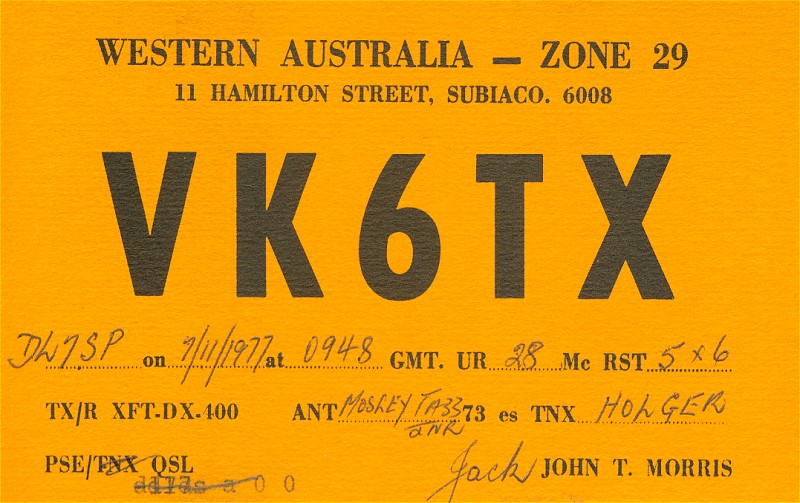 WESTERN AUSTRALIA — ZONE 29
11 HAMILTON STREET, SUBIACO. 6008
VK6TX
DL7SP on 7/11/1977 at 0948 GMT. UR 28 Mc RST 5x6
TX/R XFT-DX-400 ANT MOSLEY TA33 JNR 73 es TNX HOLGER
PSE/TNX QSL Jack JOHN T. MORRIS